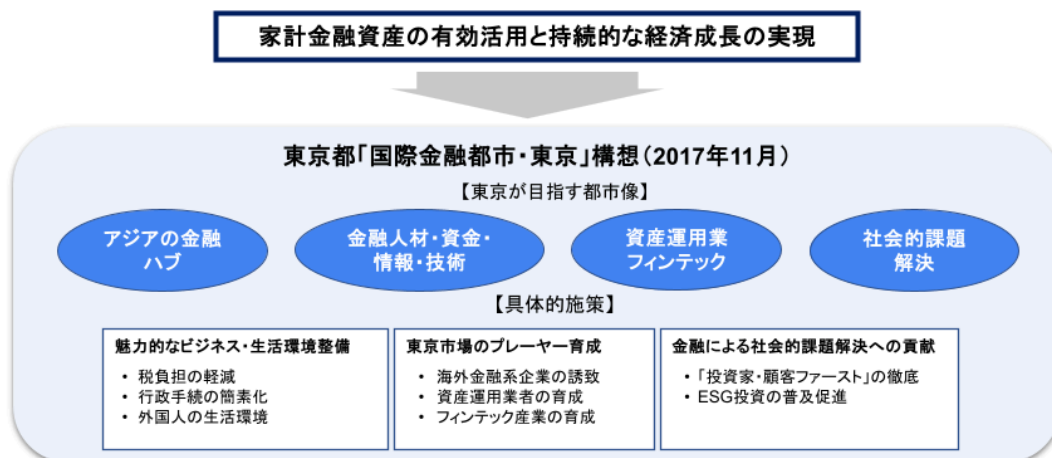 家計金融資産の有効活用と持続的な経済成長の実現
東京都「国際金融都市・東京」構想（2017年11月）
【東京が目指す都市像】
アジアの金融
ハブ
金融人材・資金・
情報・技術
資産運用業
フィンテック
社会的課題
解決
【具体的施策】
魅力的なビジネス・生活環境整備
• 税負担の軽減
• 行政手続の簡素化
• 外国人の生活環境
東京市場のプレーヤー育成
• 海外金融系企業の誘致
• 資産運用業者の育成
• フィンテック産業の育成
金融による社会的課題解決への貢献
• 「投資家・顧客ファースト」の徹底
• ESG投資の普及促進